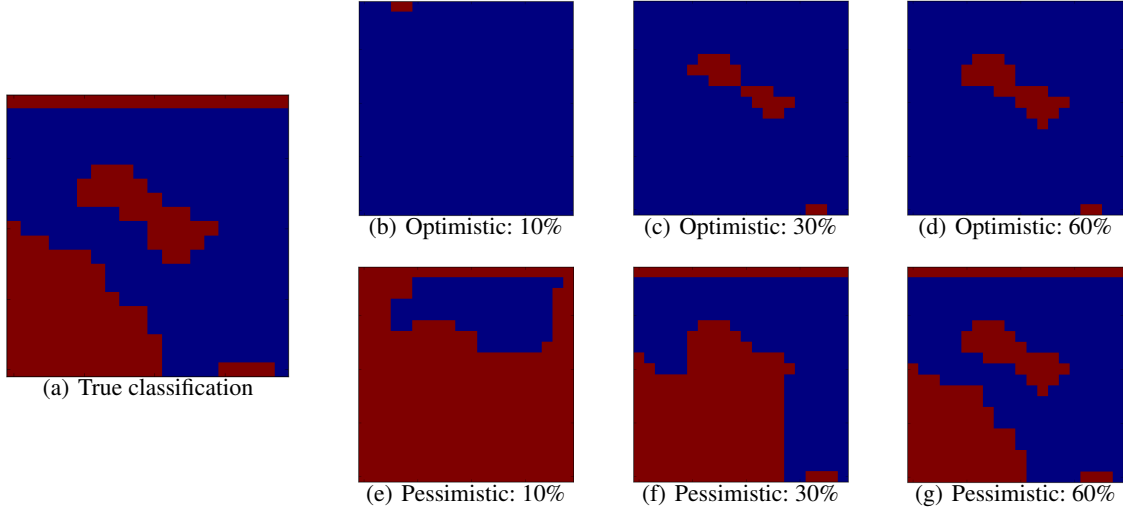 (b) Optimistic: 10%
(c) Optimistic: 30%
(d) Optimistic: 60%
(a) True classification
(e) Pessimistic: 10%
(f) Pessimistic: 30%
(g) Pessimistic: 60%